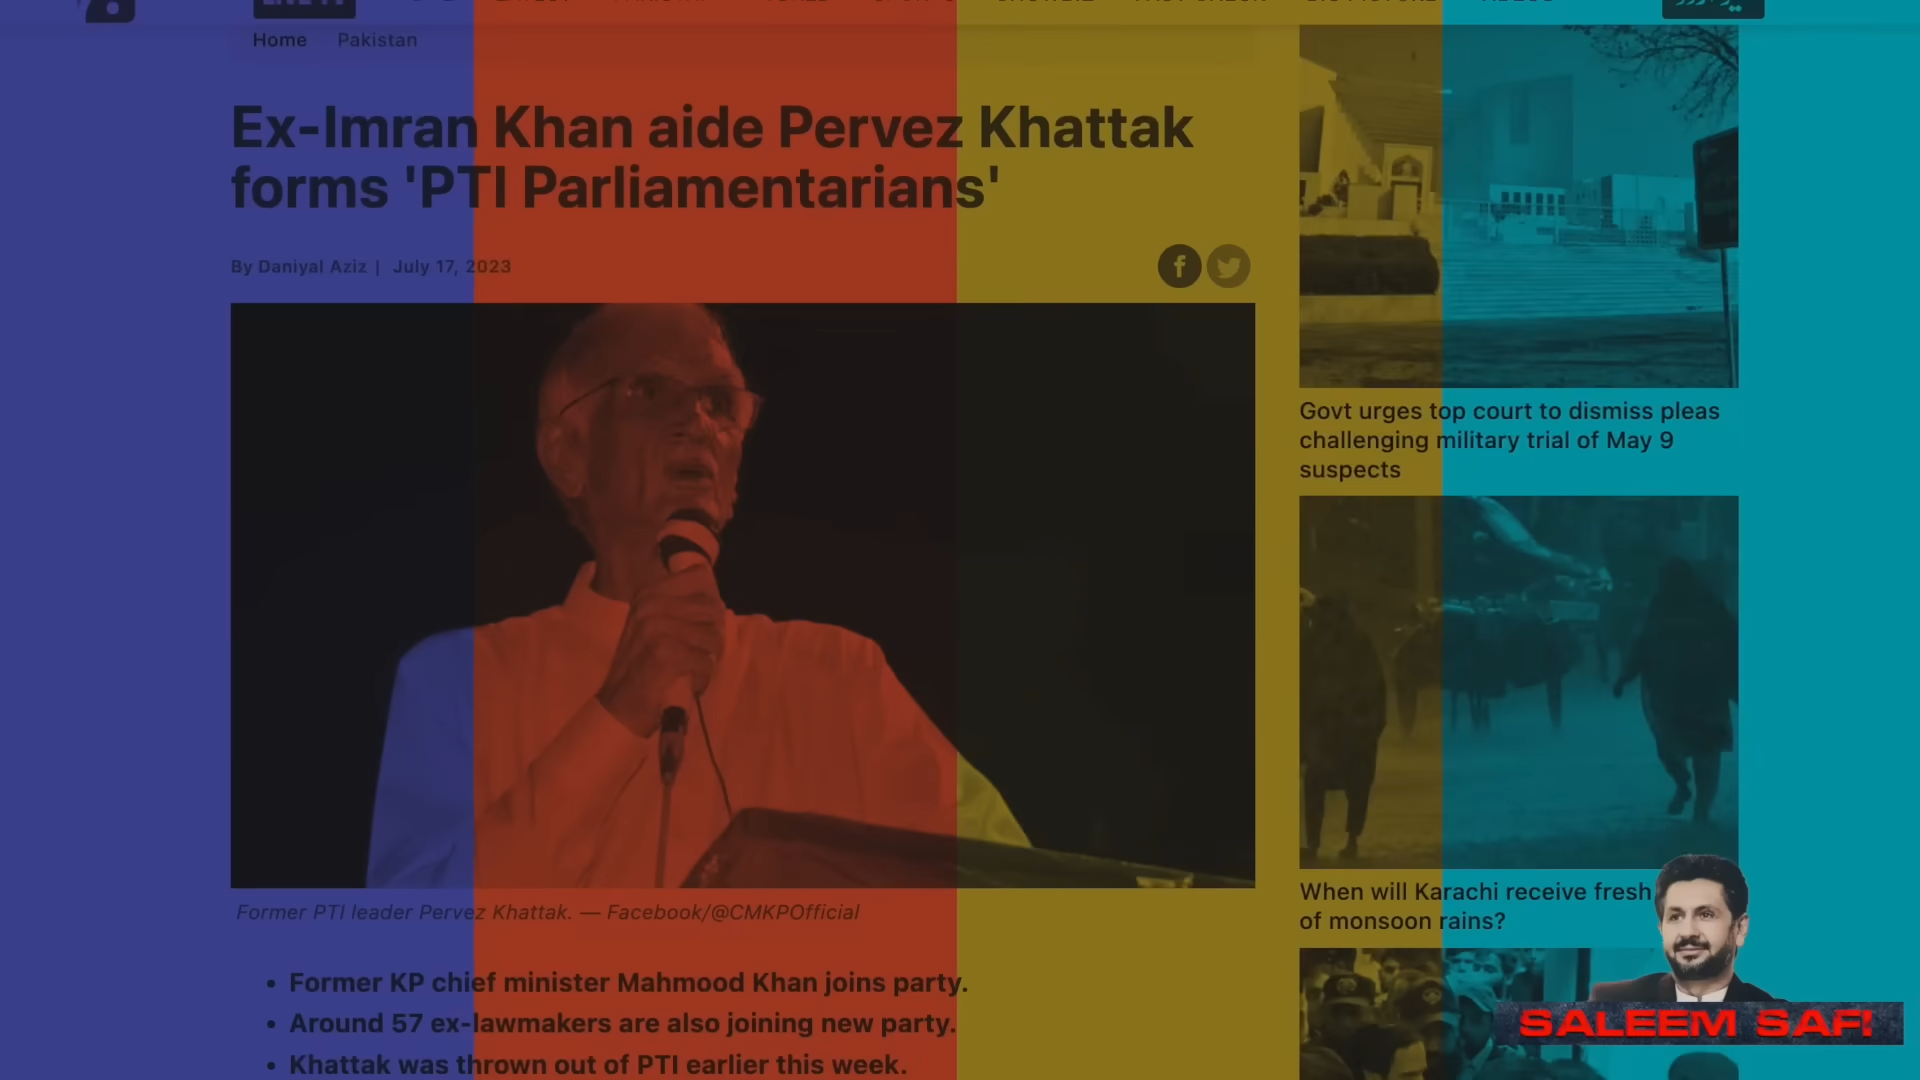 Home Pakistan
Ex-Imran Khan aide Pervez Khattak
forms 'PTI Parliamentarians'
By Daniyal Aziz | July 17, 2023
Former PTI leader Pervez Khattak. — Facebook/@CMKPOfficial
• Former KP chief minister Mahmood Khan joins party.
• Around 57 ex-lawmakers are also joining new party.
• Khattak was thrown out of PTI earlier this week.
Govt urges top court to dismiss pleas
challenging military trial of May 9
suspects
When will Karachi receive fresh
of monsoon rains?
SALEEM SAFI